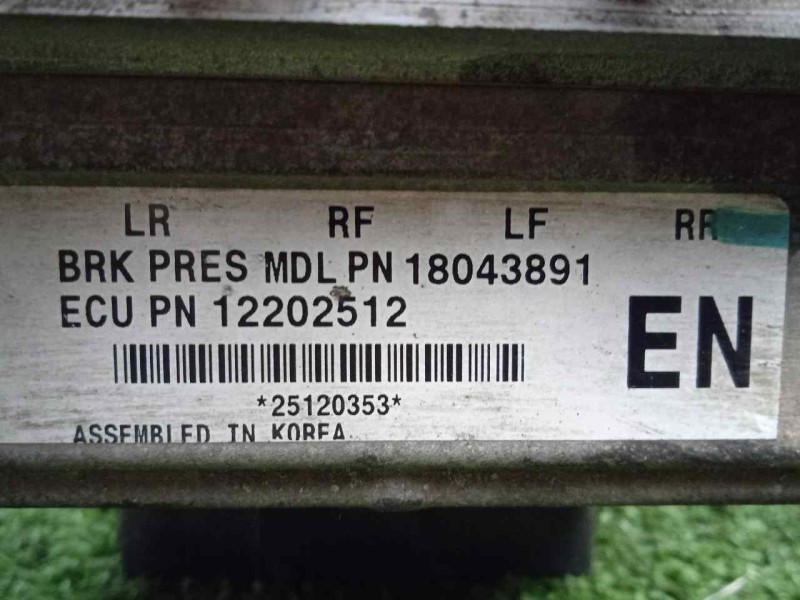 LR RF LF RR
BRK PRES MDL PN 18043891
ECU PN 12202512
EN
*25120353*
ASSEMBLED IN KOREA